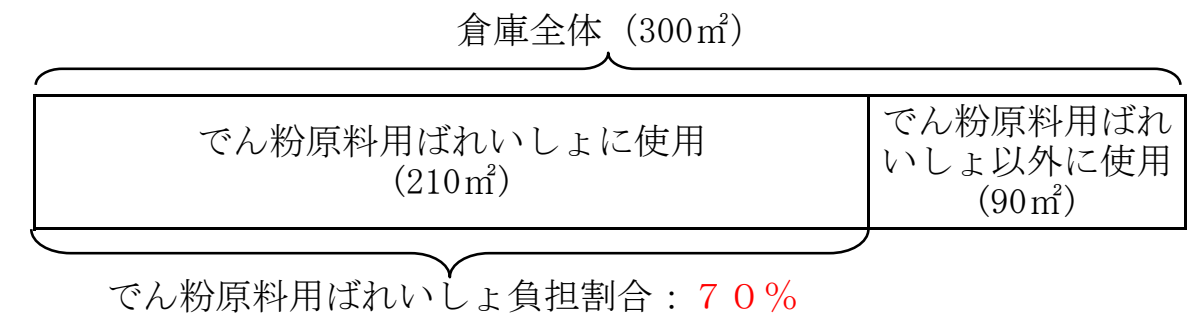 倉庫全体（300㎡）
でん粉原料用ばれいしょに使用
（210㎡）
でん粉原料用ばれ
いしょ以外に使用
（90㎡）
でん粉原料用ばれいしょ負担割合：７０％